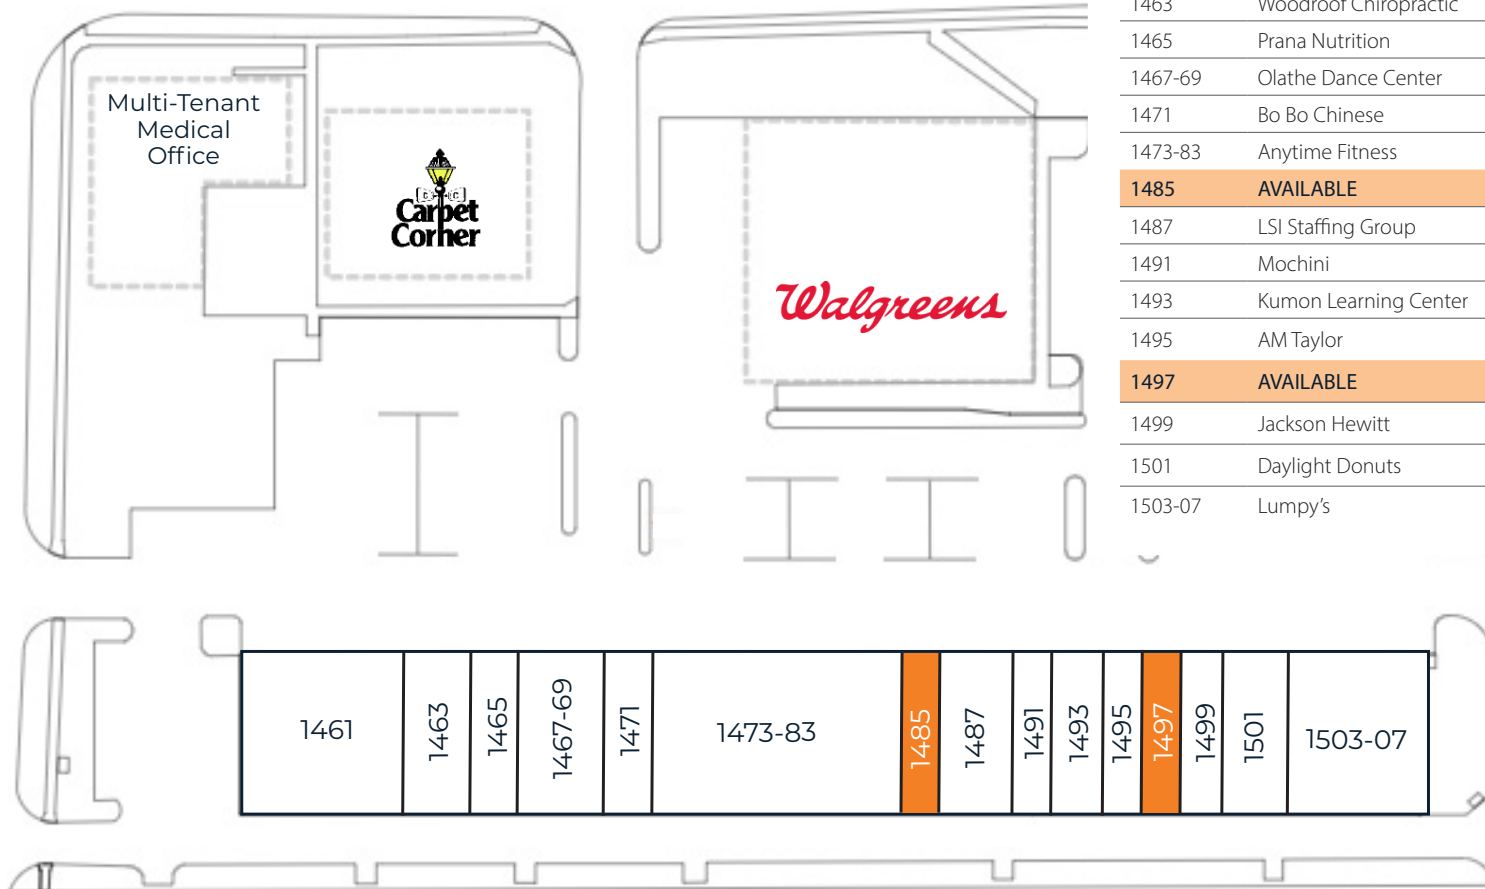 Multi-Tenant
Medical
Office
C C
Carpet
Corner
Walgreens
1463 Woodroof Chiropractic
1465 Prana Nutrition
1467-69 Olathe Dance Center
1471 Bo Bo Chinese
1473-83 Anytime Fitness
1485 AVAILABLE
1487 LSI Staffing Group
1491 Mochini
1493 Kumon Learning Center
1495 AM Taylor
1497 AVAILABLE
1499 Jackson Hewitt
1501 Daylight Donuts
1503-07 Lumpy’s
1461
1463
1465
1467-69
1471
1473-83
1485
1487
1491
1493
1495
1497
1499
1501
1503-07